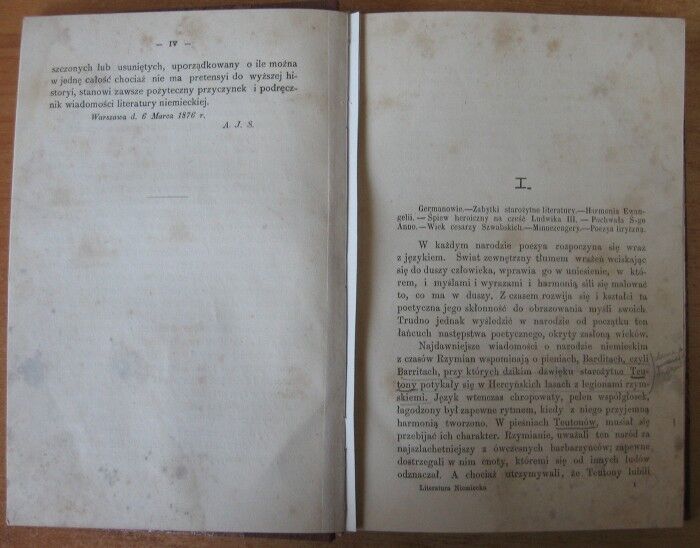 — IV —
szczonych lub usuniętych, uporządkowany o ile można
w jednę całość chociaż nie ma pretensyi do wyższej hi-
storyi, stanowi zawsze pożyteczny przyczynek i podręcz-
nik wiadomości literatury niemieckiej.
Warszawa d. 6 Marca 1876 r.
A. J. S.
I.
Germanowie.—Zabytki starożytne literatury.—Harmonia Ewan-
gelii.—Śpiew heroiczny na cześć Ludwika III. — Pochwała S-go
Anno.—Wiek cesarzy Szwabskich.—Minnezengery.—Poezya liryczna.
W każdym narodzie poezya rozpoczyna się wraz
z językiem. Świat zewnętrzny tłumem wrażeń wciskając
się do duszy człowieka, wprawia go w uniesienie, w któ-
rem, i myślami i wyrazami i harmonią sili się malować
to, co ma w duszy. Z czasem rozwija się i kształci ta
poetyczna jego skłonność do obrazowania myśli swoich.
Trudno jednak wyśledzić w narodzie od początku ten
łańcuch następstwa poetycznego, okryty zasłoną wieków.
Najdawniejsze wiadomości o narodzie niemieckim
z czasów Rzymian wspominają o pieniach, Barditach, czyli
Barritach, przy których dzikim dźwięku starożytne Teu-
tony potykały się w Hercyńskich lasach z legionami rzym-
skiemi. Język wtenczas chropowaty, pełen współgłosek,
łagodzony był zapewne rytmem, kiedy z niego przyjemną
harmonią tworzono. W pieśniach Teutonów, musiał się
przebijać ich charakter. Rzymianie, uważali ten naród za
najszlachetniejszy z ówczesnych barbarzyńców; zapewne
dostrzegali w nim cnoty, któremi się od innych ludów
odznaczał. A chociaż utrzymywali, że Teutony lubili
Literatura Niemiecka 1